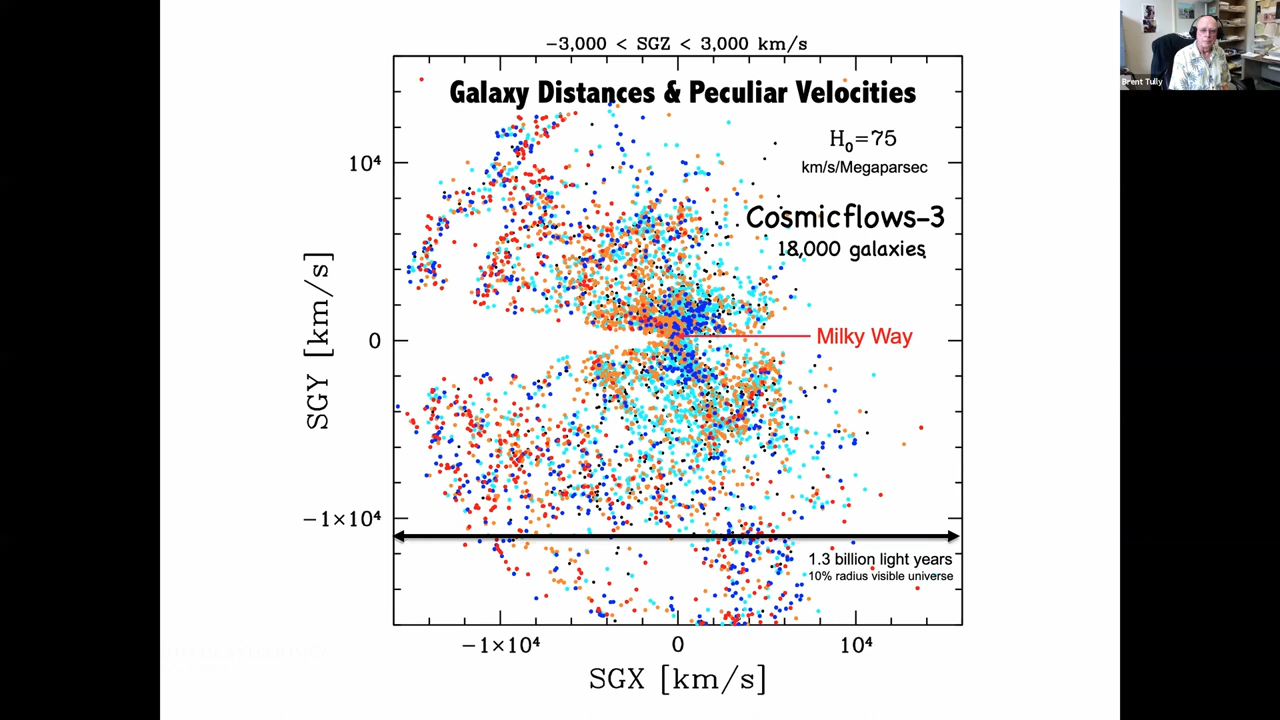 -3,000 < SGZ < 3,000 km/s
Galaxy Distances & Peculiar Velocities
H₀=75
km/s/Megaparsec
Cosmicflows-3
18,000 galaxies
Milky Way
1.3 billion light years
10% radius visible universe
10⁴
0
-1×10⁴
SGY [km/s]
-1×10⁴
0
10⁴
SGX [km/s]
Brent Tully